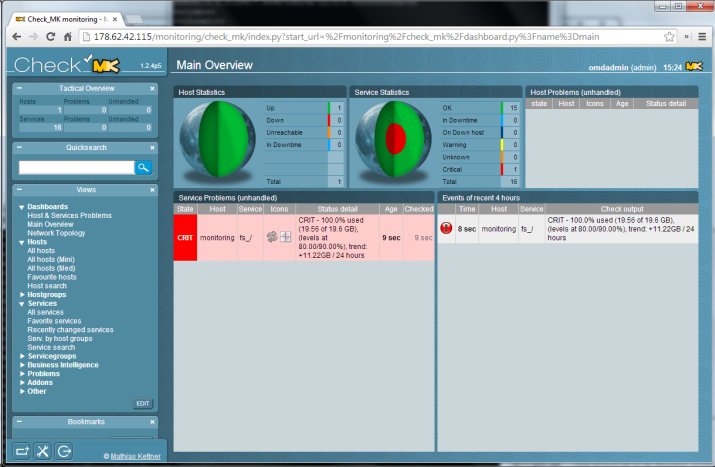 Check_MK monitoring - M
178.62.42.115/monitoring/check_mk/index.py?start_url=%2Fmonitoring%2Fcheck_mk%2Fdashboard.py%3Fname%3Dmain
Check MK 1.2.4p5
Main Overview
omdadmin (admin) 15:24 MK
Tactical Overview
Hosts Problems Unhandled
1 0 0
Services Problems Unhandled
16 0 0
Quicksearch
Views
Dashboards
Host & Services Problems
Main Overview
Network Topology
Hosts
All hosts
All hosts (Mini)
All hosts (tiled)
Favourite hosts
Host search
Hostgroups
Services
All services
Favorite services
Recently changed services
Serv. by host groups
Service search
Servicegroups
Business Intelligence
Problems
Addons
Other
EDIT
Bookmarks
© Mathias Kettner
Host Statistics
Up 1
Down 0
Unreachable 0
In Downtime 0
Total 1
Service Statistics
OK 15
In Downtime 0
On Down host 0
Warning 0
Unknown 0
Critical 1
Total 16
Host Problems (unhandled)
state Host Icons Age Status detail
Service Problems (unhandled)
State Host Service Icons Status detail Age Checked
CRIT monitoring fs_/ CRIT - 100.0% used
(19.56 of 19.6 GB),
(levels at
80.00/90.00%), trend:
+11.22GB / 24 hours
9 sec 9 sec
Events of recent 4 hours
Time Host Service Check output
8 sec monitoring fs_/ CRIT - 100.0% used (19.56 of 19.6 GB),
(levels at 80.00/90.00%), trend: +11.22GB / 24
hours